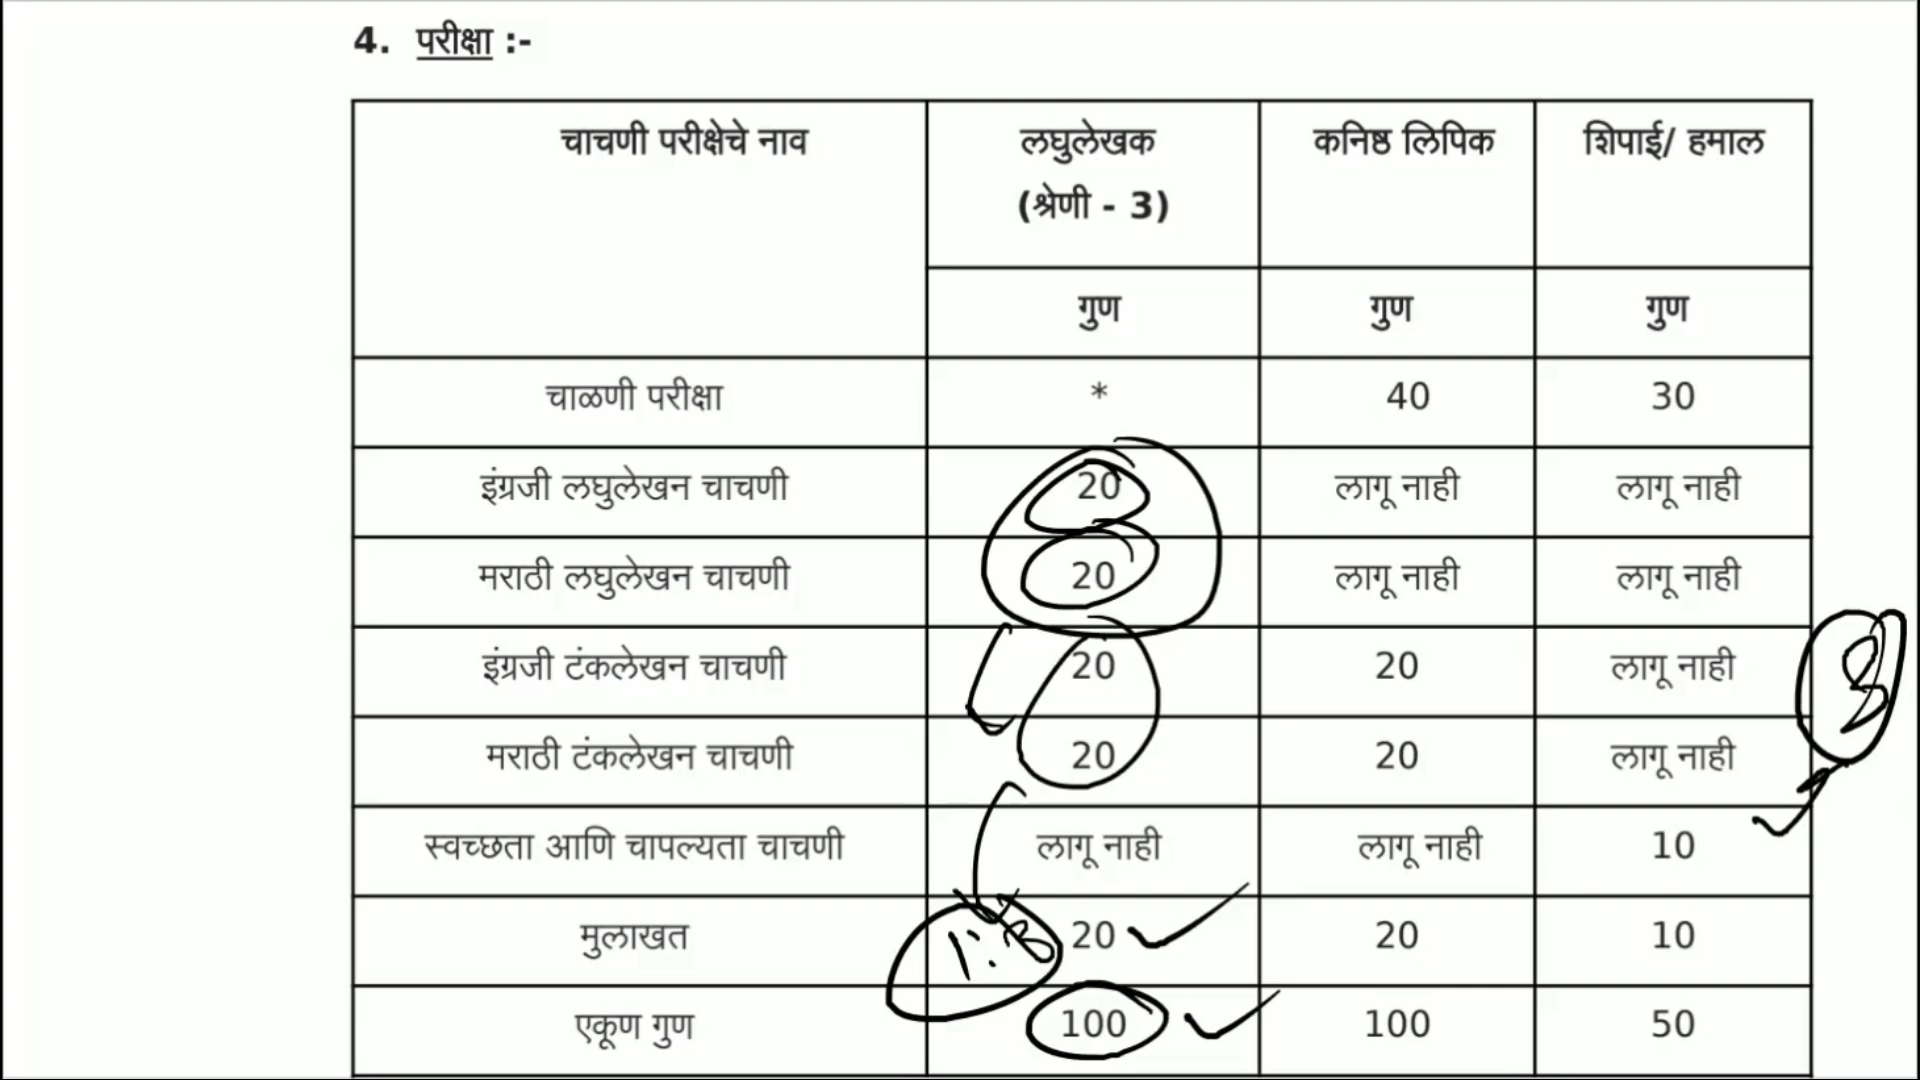 4. परीक्षा :-
चाचणी परीक्षेचे नाव लघुलेखक (श्रेणी - 3) कनिष्ठ लिपिक शिपाई/ हमाल
गुण गुण गुण
चाळणी परीक्षा * 40 30
इंग्रजी लघुलेखन चाचणी 20 लागू नाही लागू नाही
मराठी लघुलेखन चाचणी 20 लागू नाही लागू नाही
इंग्रजी टंकलेखन चाचणी 20 20 लागू नाही
मराठी टंकलेखन चाचणी 20 20 लागू नाही
स्वच्छता आणि चापल्यता चाचणी लागू नाही लागू नाही 10
मुलाखत 1:3 20 20 10
एकूण गुण 100 100 50